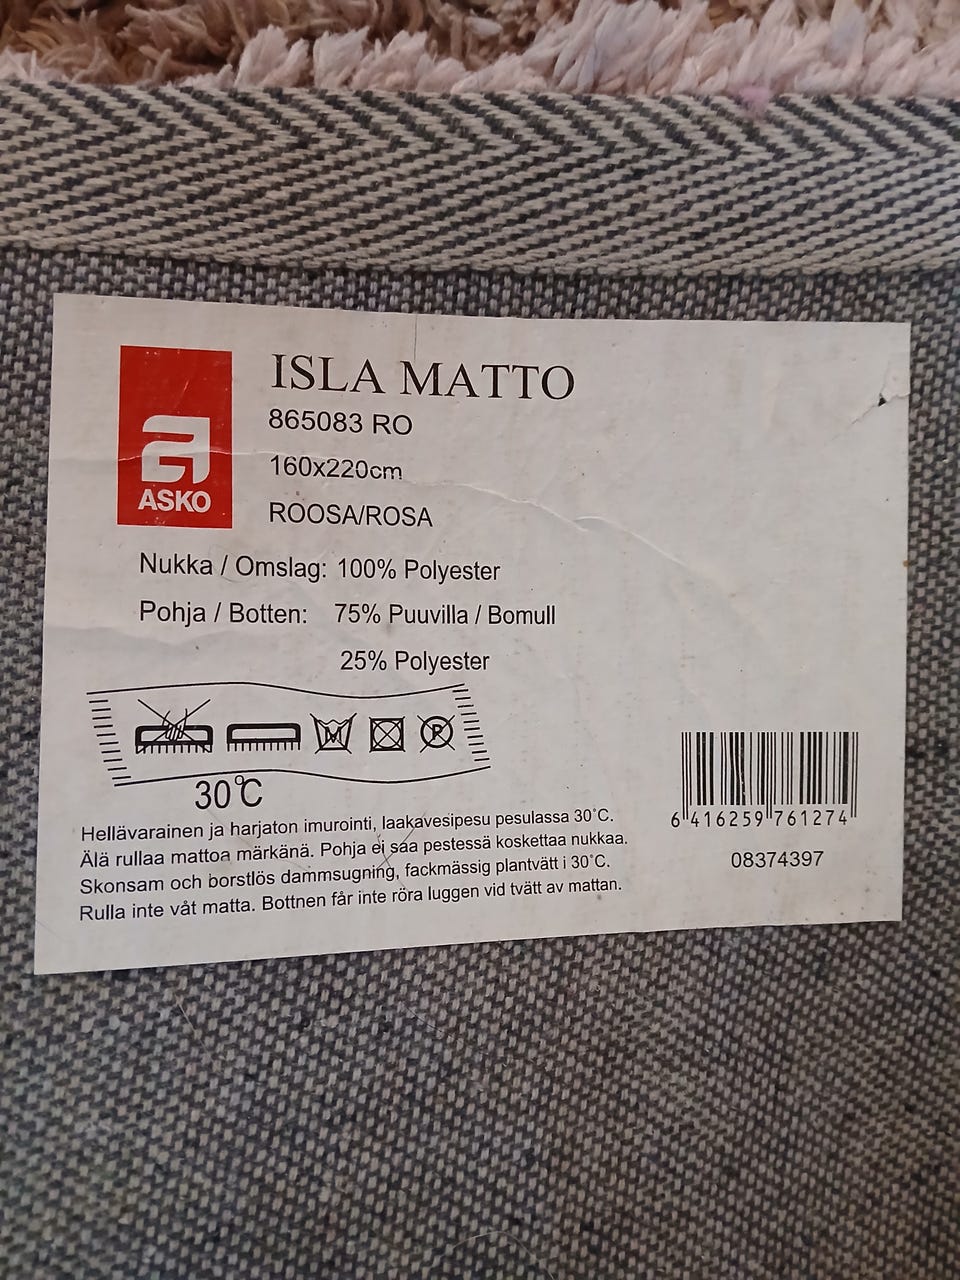 ISLA MATTO
865083 RO
160x220cm
ROOSA/ROSA
ASKO
Nukka / Omslag: 100% Polyester
Pohja / Botten: 75% Puuvilla / Bomull
25% Polyester
P
30°C
Hellävarainen ja harjaton imurointi, laakavesipesu pesulassa 30°C.
Älä rullaa mattoa märkänä. Pohja ei saa pestessä koskettaa nukkaa.
Skonsam och borstlös dammsugning, fackmässig plantvätt i 30°C.
Rulla inte våt matta. Bottnen får inte röra luggen vid tvätt av mattan.
6 416259 761274
08374397